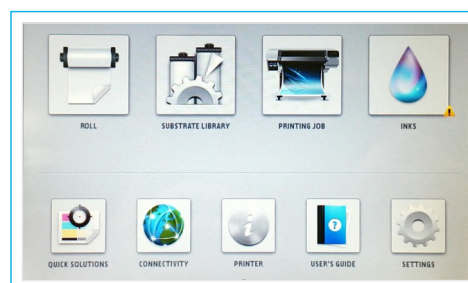 ROLL
SUBSTRATE LIBRARY
PRINTING JOB
INKS
QUICK SOLUTIONS
CONNECTIVITY
PRINTER
USER'S GUIDE
SETTINGS